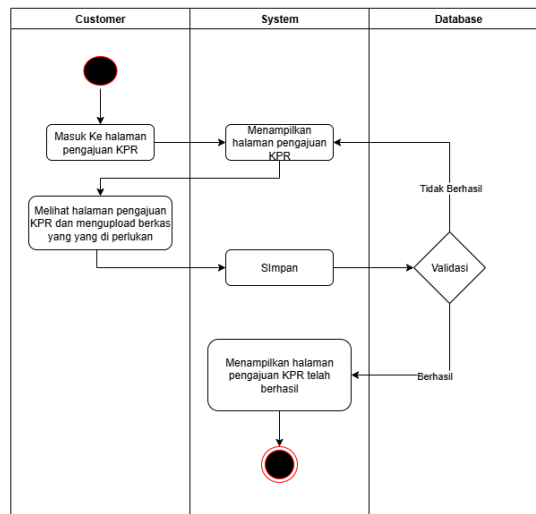 Customer
System
Database
Masuk Ke halaman
pengajuan KPR
Menampilkan
halaman pengajuan
KPR
Tidak Berhasil
Melihat halaman pengajuan
KPR dan mengupload berkas
yang yang di perlukan
SImpan
Validasi
Menampilkan halaman
pengajuan KPR telah
berhasil
Berhasil